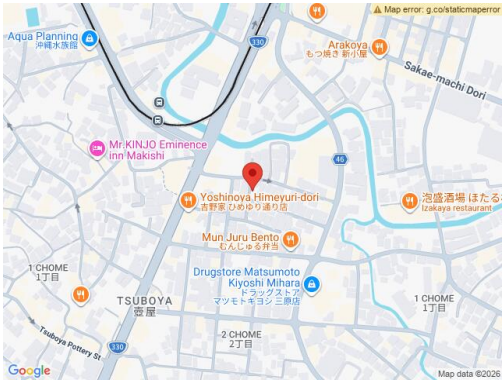 Map error: g.co/staticmaperror
Aqua Planning
沖縄水族館
330
Arakoya
もつ焼き 新小屋
Sakae-machi Dori
Mr.KINJO Eminence
inn Makishi
46
Yoshinoya Himeyuri-dori
吉野家 ひめゆり通り店
泡盛酒場 ほたる
Izakaya restaurant
Mun Juru Bento
むんじゅる弁当
Drugstore Matsumoto
Kiyoshi Mihara
ドラッグストア
マツモトキヨシ 三原店
1 CHOME
1丁目
TSUBOYA
壺屋
1 CHOME
1丁目
Tsuboya Pottery St
330
2 CHOME
2丁目
Google
Map data ©2026